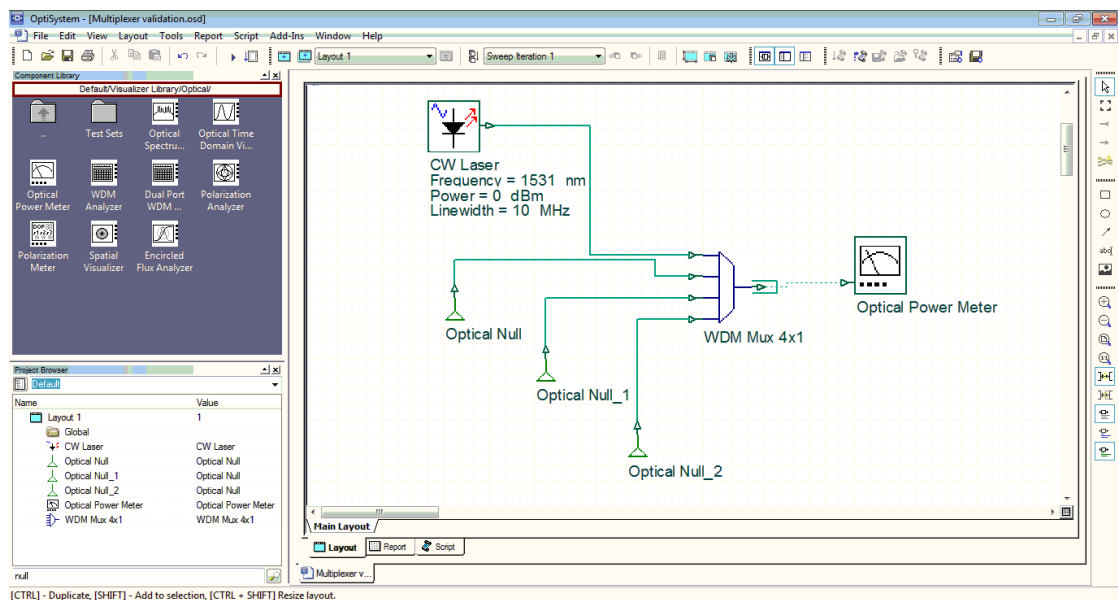 OptiSystem - [Multiplexer validation.osd]
File Edit View Layout Tools Report Script Add-Ins Window Help
Layout 1
Sweep Iteration 1
Component Library
Default/Visualizer Library/Optical/
..
Test Sets
Optical Spectru...
Optical Time Domain Vi...
Optical Power Meter
WDM Analyzer
Dual Port WDM ...
Polarization Analyzer
DOP
Polarization Meter
Spatial Visualizer
Encircled Flux Analyzer
Project Browser
Default
Name Value
Layout 1 1
Global
CW Laser CW Laser
Optical Null Optical Null
Optical Null_1 Optical Null
Optical Null_2 Optical Null
Optical Power Meter Optical Power Meter
WDM Mux 4x1 WDM Mux 4x1
null
CW Laser
Frequency = 1531 nm
Power = 0 dBm
Linewidth = 10 MHz
Optical Null
Optical Null_1
Optical Null_2
WDM Mux 4x1
Optical Power Meter
abc
Main Layout
Layout Report Script
Multiplexer v...
[CTRL] - Duplicate, [SHIFT] - Add to selection, [CTRL + SHIFT] Resize layout.